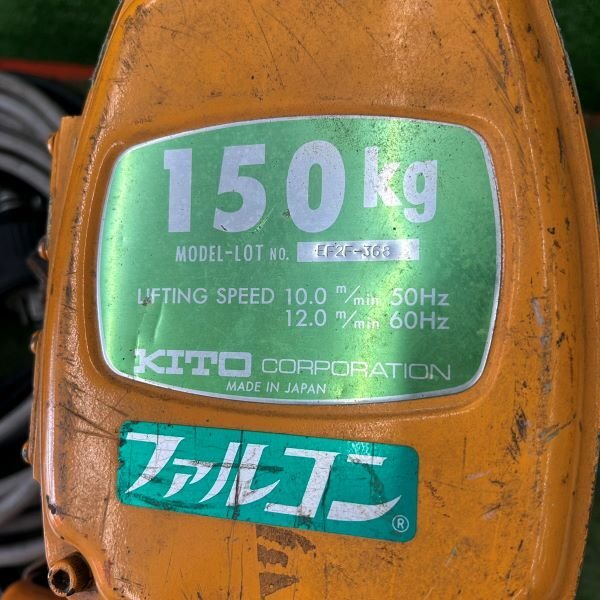 150kg
MODEL-LOT NO. EF2F-368
LIFTING SPEED 10.0 m/min 50Hz
12.0 m/min 60Hz
KITO CORPORATION
MADE IN JAPAN
ファルコン®